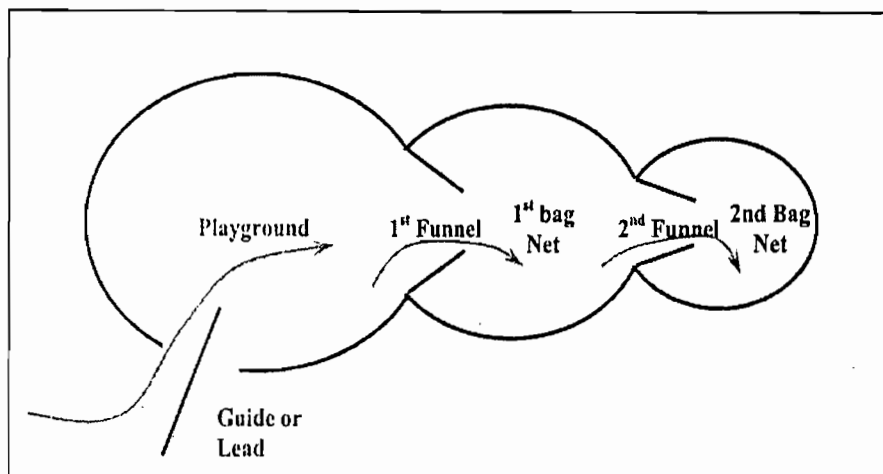 Playground
1st Funnel
1st bag
Net
2nd Funnel
2nd Bag
Net
Guide or
Lead